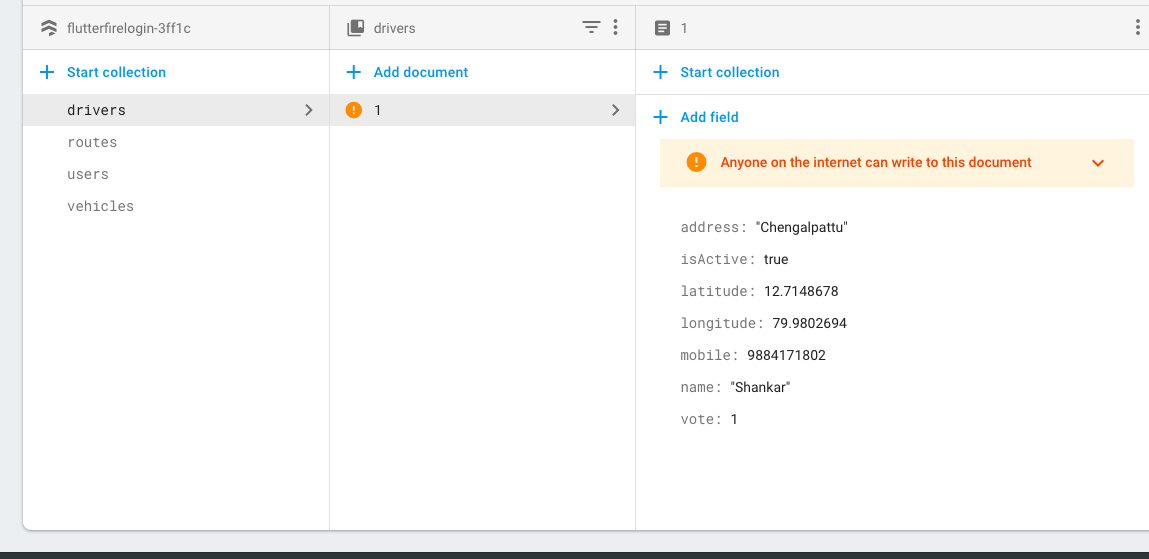 flutterfirelogin-3ff1c
drivers
1
Start collection
Add document
Start collection
drivers
1
Add field
routes
Anyone on the internet can write to this document
users
vehicles
address: "Chengalpattu"
isActive: true
latitude: 12.7148678
longitude: 79.9802694
mobile: 9884171802
name: "Shankar"
vote: 1